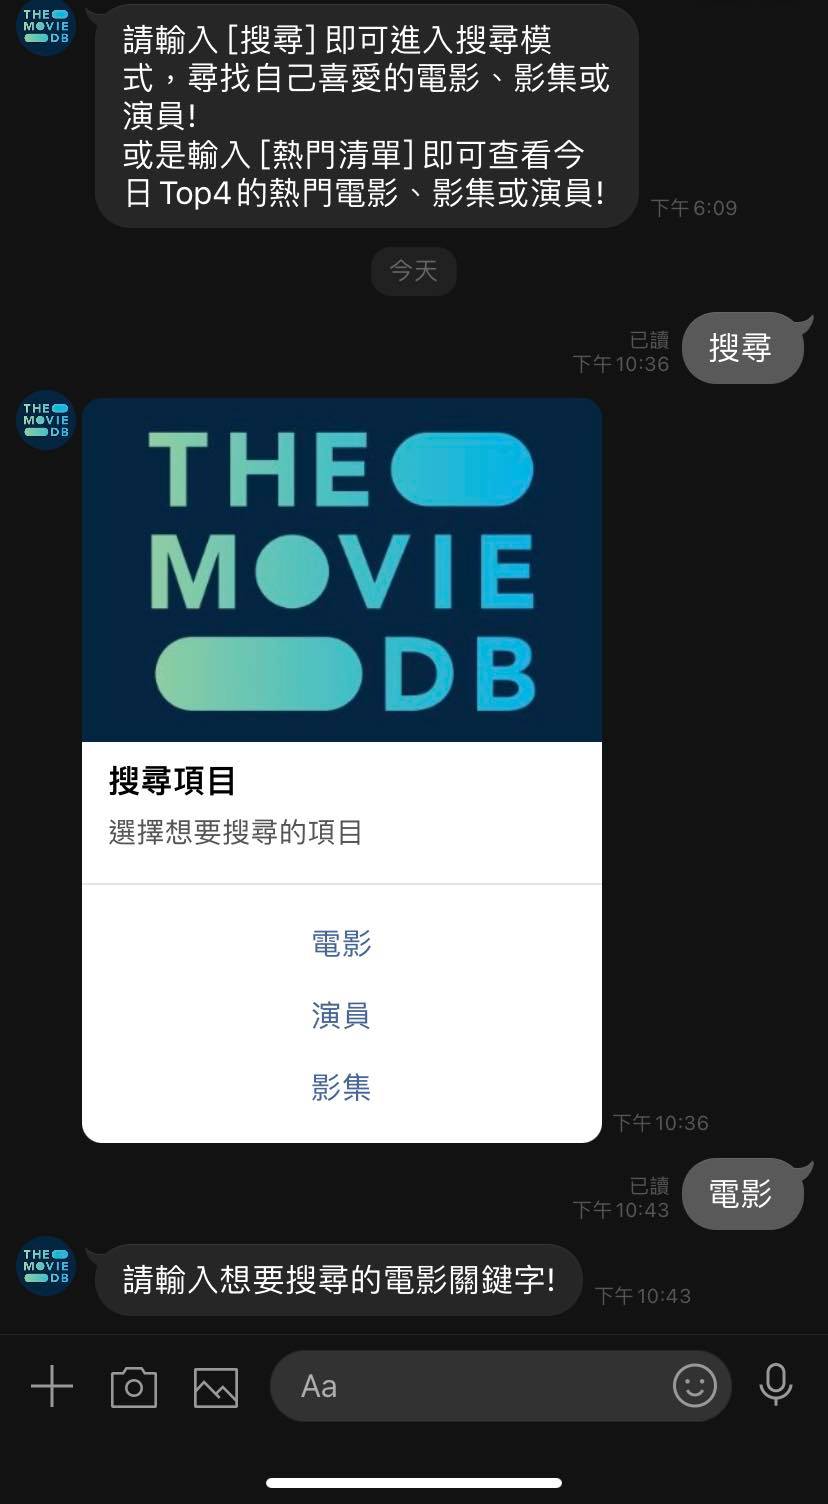 THE
MOVIE
DB
請輸入 [搜尋] 即可進入搜尋模
式，尋找自己喜愛的電影、影集或
演員!
或是輸入 [熱門清單] 即可查看今
日 Top4 的熱門電影、影集或演員!
下午 6:09
今天
已讀
下午 10:36
搜尋
THE
MOVIE
DB
THE
MOVIE
DB
搜尋項目
選擇想要搜尋的項目
電影
演員
影集
下午 10:36
已讀
下午 10:43
電影
THE
MOVIE
DB
請輸入想要搜尋的電影關鍵字!
下午 10:43
Aa